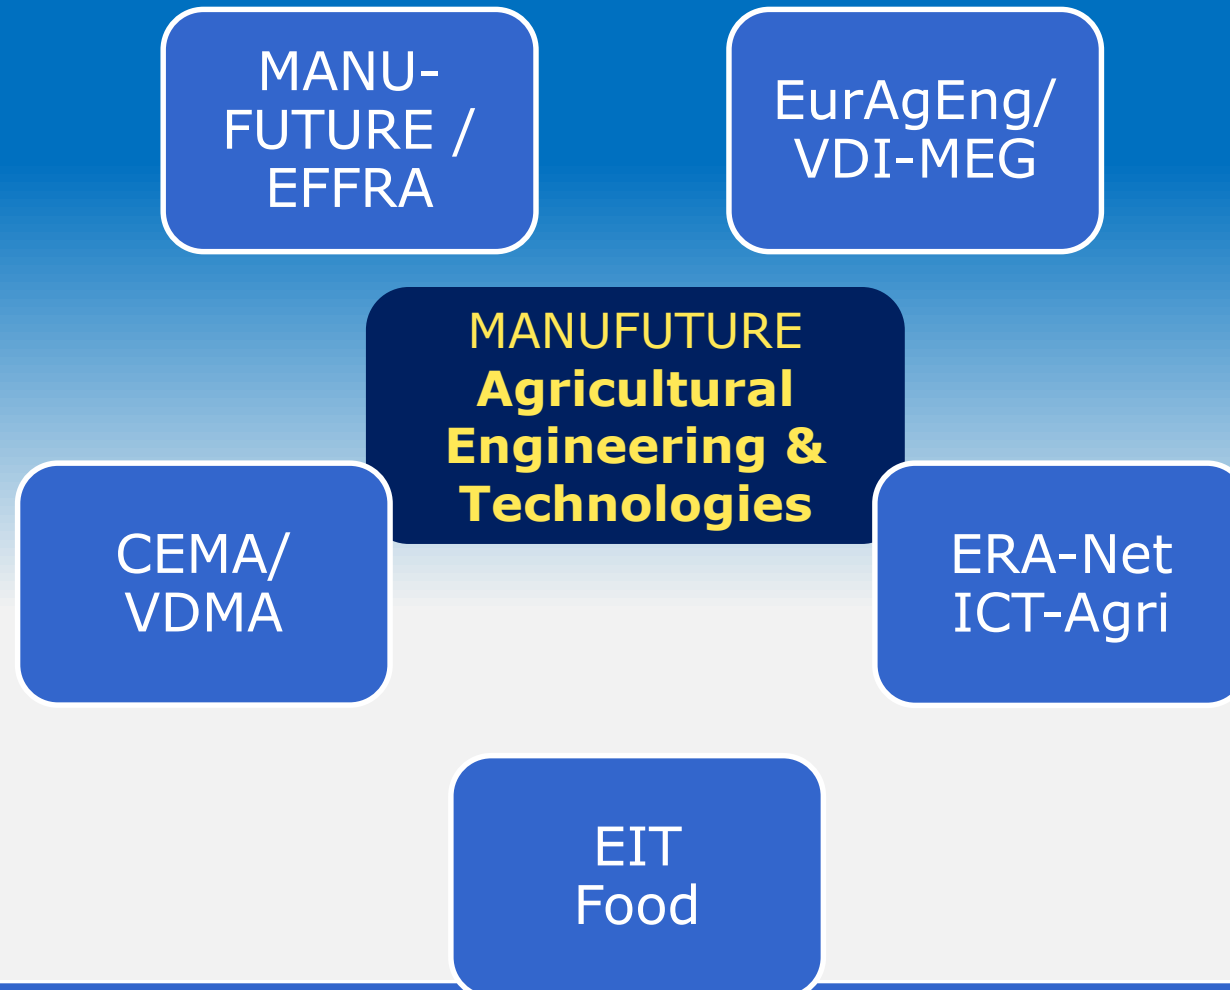 MANU-
FUTURE /
EFFRA
EurAgEng/
VDI-MEG
MANUFUTURE
Agricultural
Engineering &
Technologies
CEMA/
VDMA
ERA-Net
ICT-Agri
EIT
Food